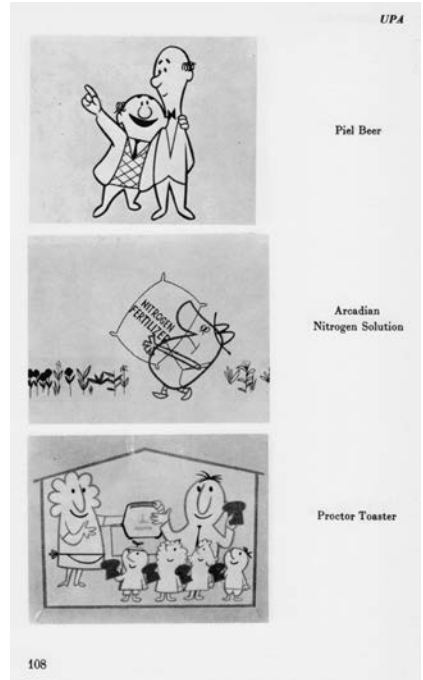 UPA
Piel Beer
NITROGEN
FERTILIZER
Arcadian
Nitrogen Solution
Proctor Toaster
108